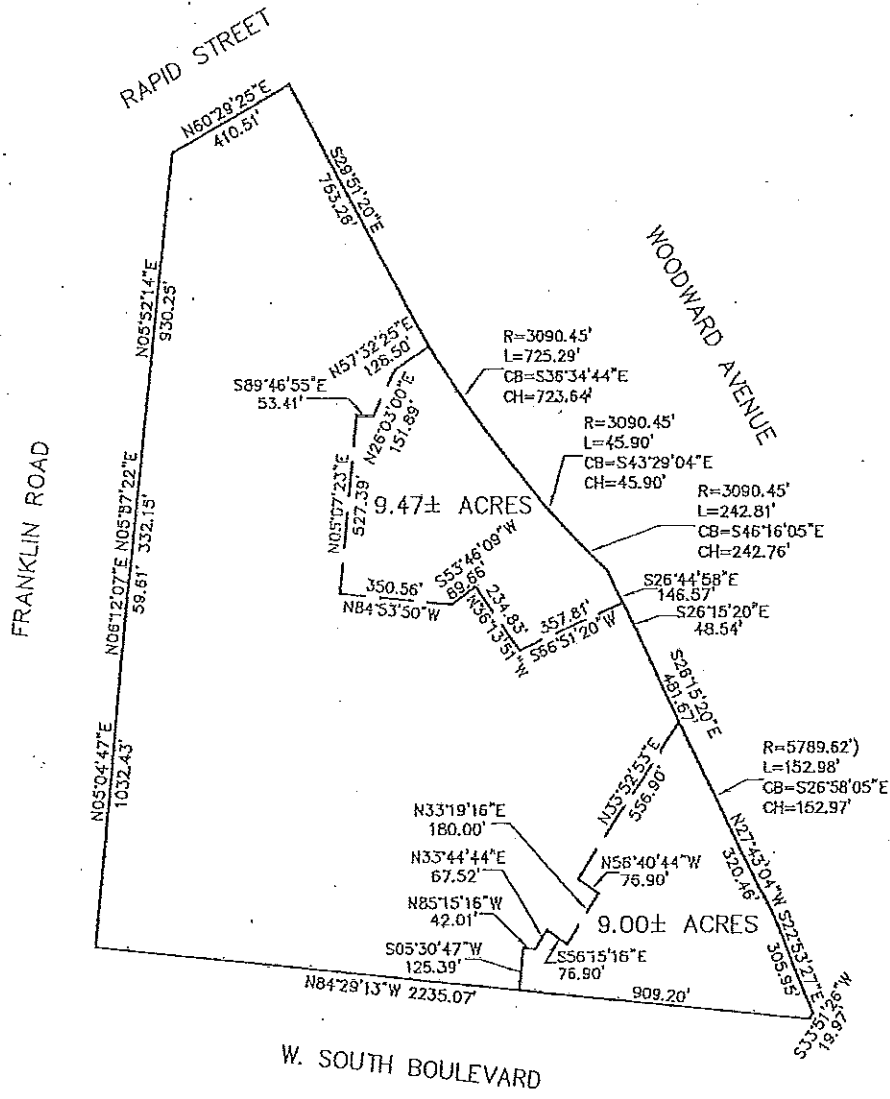 RAPID STREET
N60°29'25"E
410.51'
S29°51'20"E
763.26'
WOODWARD AVENUE
N05°52'14"E
930.25'
N57°32'25"E
128.50'
R=3090.45'
L=725.29'
CB=S36°34'44"E
CH=723.64'
S89°46'55"E
53.41'
N26°03'00"E
151.89'
R=3090.45'
L=45.90'
CB=S43°29'04"E
CH=45.90'
FRANKLIN ROAD
N05°07'23"E
527.39'
9.47± ACRES
R=3090.45'
L=242.81'
CB=S46°16'05"E
CH=242.76'
N06°12'07"E N05°57'22"E
59.61' 332.15'
S53°46'09"W
69.66'
350.56'
N84°53'50"W
234.83'
N36°13'51"W
357.81'
S66°51'20"W
S26°44'58"E
146.57'
S26°15'20"E
48.54'
S26°15'20"E
481.67'
N05°04'47"E
1032.43'
R=5789.62')
L=152.98'
CB=S26°58'05"E
CH=152.97'
N33°52'53"E
556.90'
N33°19'16"E
180.00'
N33°44'44"E
67.52'
N56°40'44"W
76.90'
N27°43'04"W S22°53'27"E
320.46' 305.95'
N85°15'16"W
42.01'
9.00± ACRES
S05°30'47"W
125.39'
S56°15'16"E
76.90'
N84°29'13"W 2235.07'
909.20'
S33°51'26"W
19.97'
W. SOUTH BOULEVARD